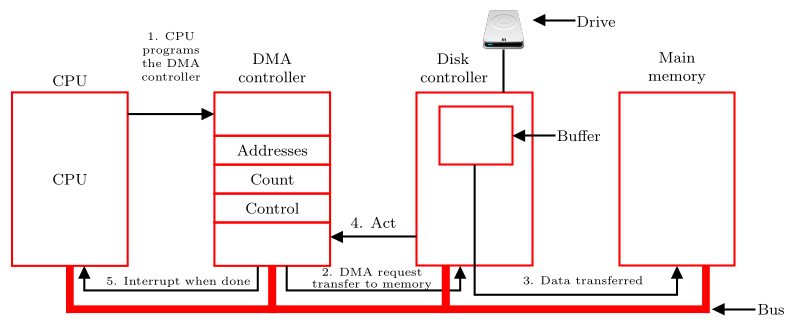 Drive
1. CPU
programs
the DMA
controller
CPU
DMA
controller
Disk
controller
Main
memory
Buffer
CPU
Addresses
Count
Control
4. Act
5. Interrupt when done
2. DMA request
transfer to memory
3. Data transferred
Bus